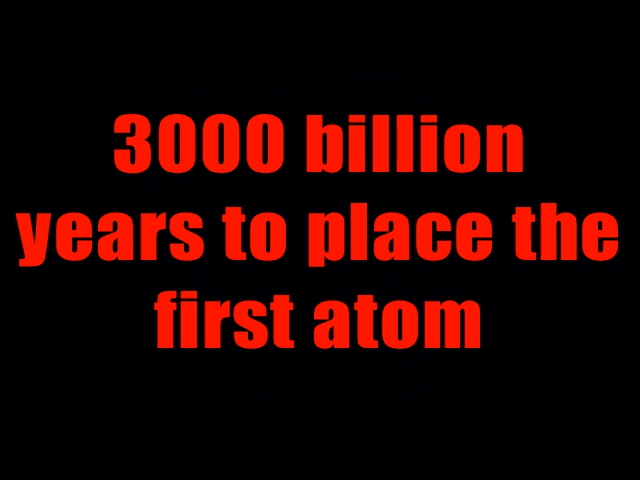 3000 billion
years to place the
first atom